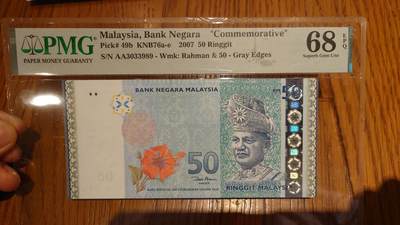 PMG
PAPER MONEY GUARANTY
Malaysia, Bank Negara "Commemorative"
Pick# 49b KNB76a-e 2007 50 Ringgit
S/N AA3033989 - Wmk: Rahman & 50 - Gray Edges
68 EPQ
Superb Gem Unc
BANK NEGARA MALAYSIA
50
RINGGIT MALAYSIA